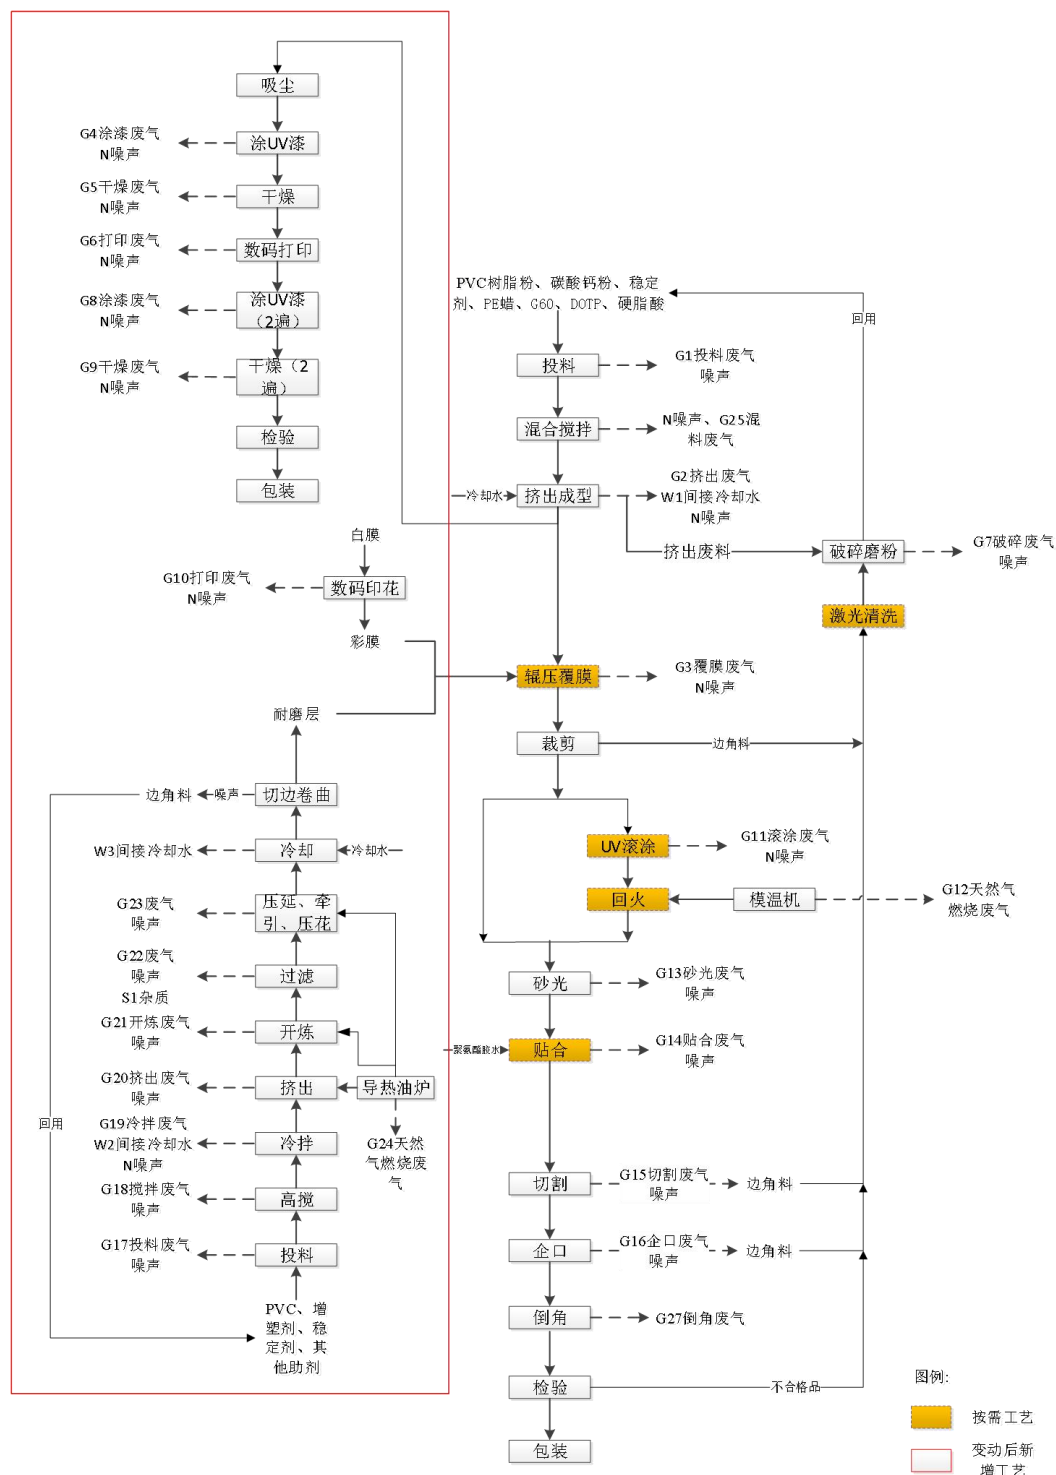 吸尘
G4涂漆废气
N噪声
涂UV漆
G5干燥废气
N噪声
干燥
G6打印废气
N噪声
数码打印
G8涂漆废气
N噪声
涂UV漆
（2遍）
G9干燥废气
N噪声
干燥（2
遍）
检验
包装
白膜
G10打印废气
N噪声
数码印花
彩膜
耐磨层
边角料
噪声
切边卷曲
W3间接冷却水
冷却
冷却水
G23废气
噪声
压延、牵
引、压花
G22废气
噪声
S1杂质
过滤
G21开炼废气
噪声
开炼
G20挤出废气
噪声
挤出
导热油炉
G24天然
气燃烧废
气
回用
G19冷拌废气
W2间接冷却水
N噪声
冷拌
G18搅拌废气
噪声
高搅
G17投料废气
噪声
投料
PVC、增
塑剂、稳
定剂、其
他助剂
PVC树脂粉、碳酸钙粉、稳定
剂、PE蜡、G60、DOTP、硬脂酸
回用
投料
G1投料废气
噪声
混合搅拌
N噪声、G25混
料废气
冷却水
挤出成型
G2挤出废气
W1间接冷却水
N噪声
挤出废料
破碎磨粉
G7破碎废气
噪声
激光清洗
辊压覆膜
G3覆膜废气
N噪声
裁剪
边角料
UV滚涂
G11滚涂废气
N噪声
回火
模温机
G12天然气
燃烧废气
砂光
G13砂光废气
噪声
聚氨酯胶水
贴合
G14贴合废气
噪声
切割
G15切割废气
噪声
边角料
企口
G16企口废气
噪声
边角料
倒角
G27倒角废气
检验
不合格品
包装
图例:
按需工艺
变动后新
增工艺